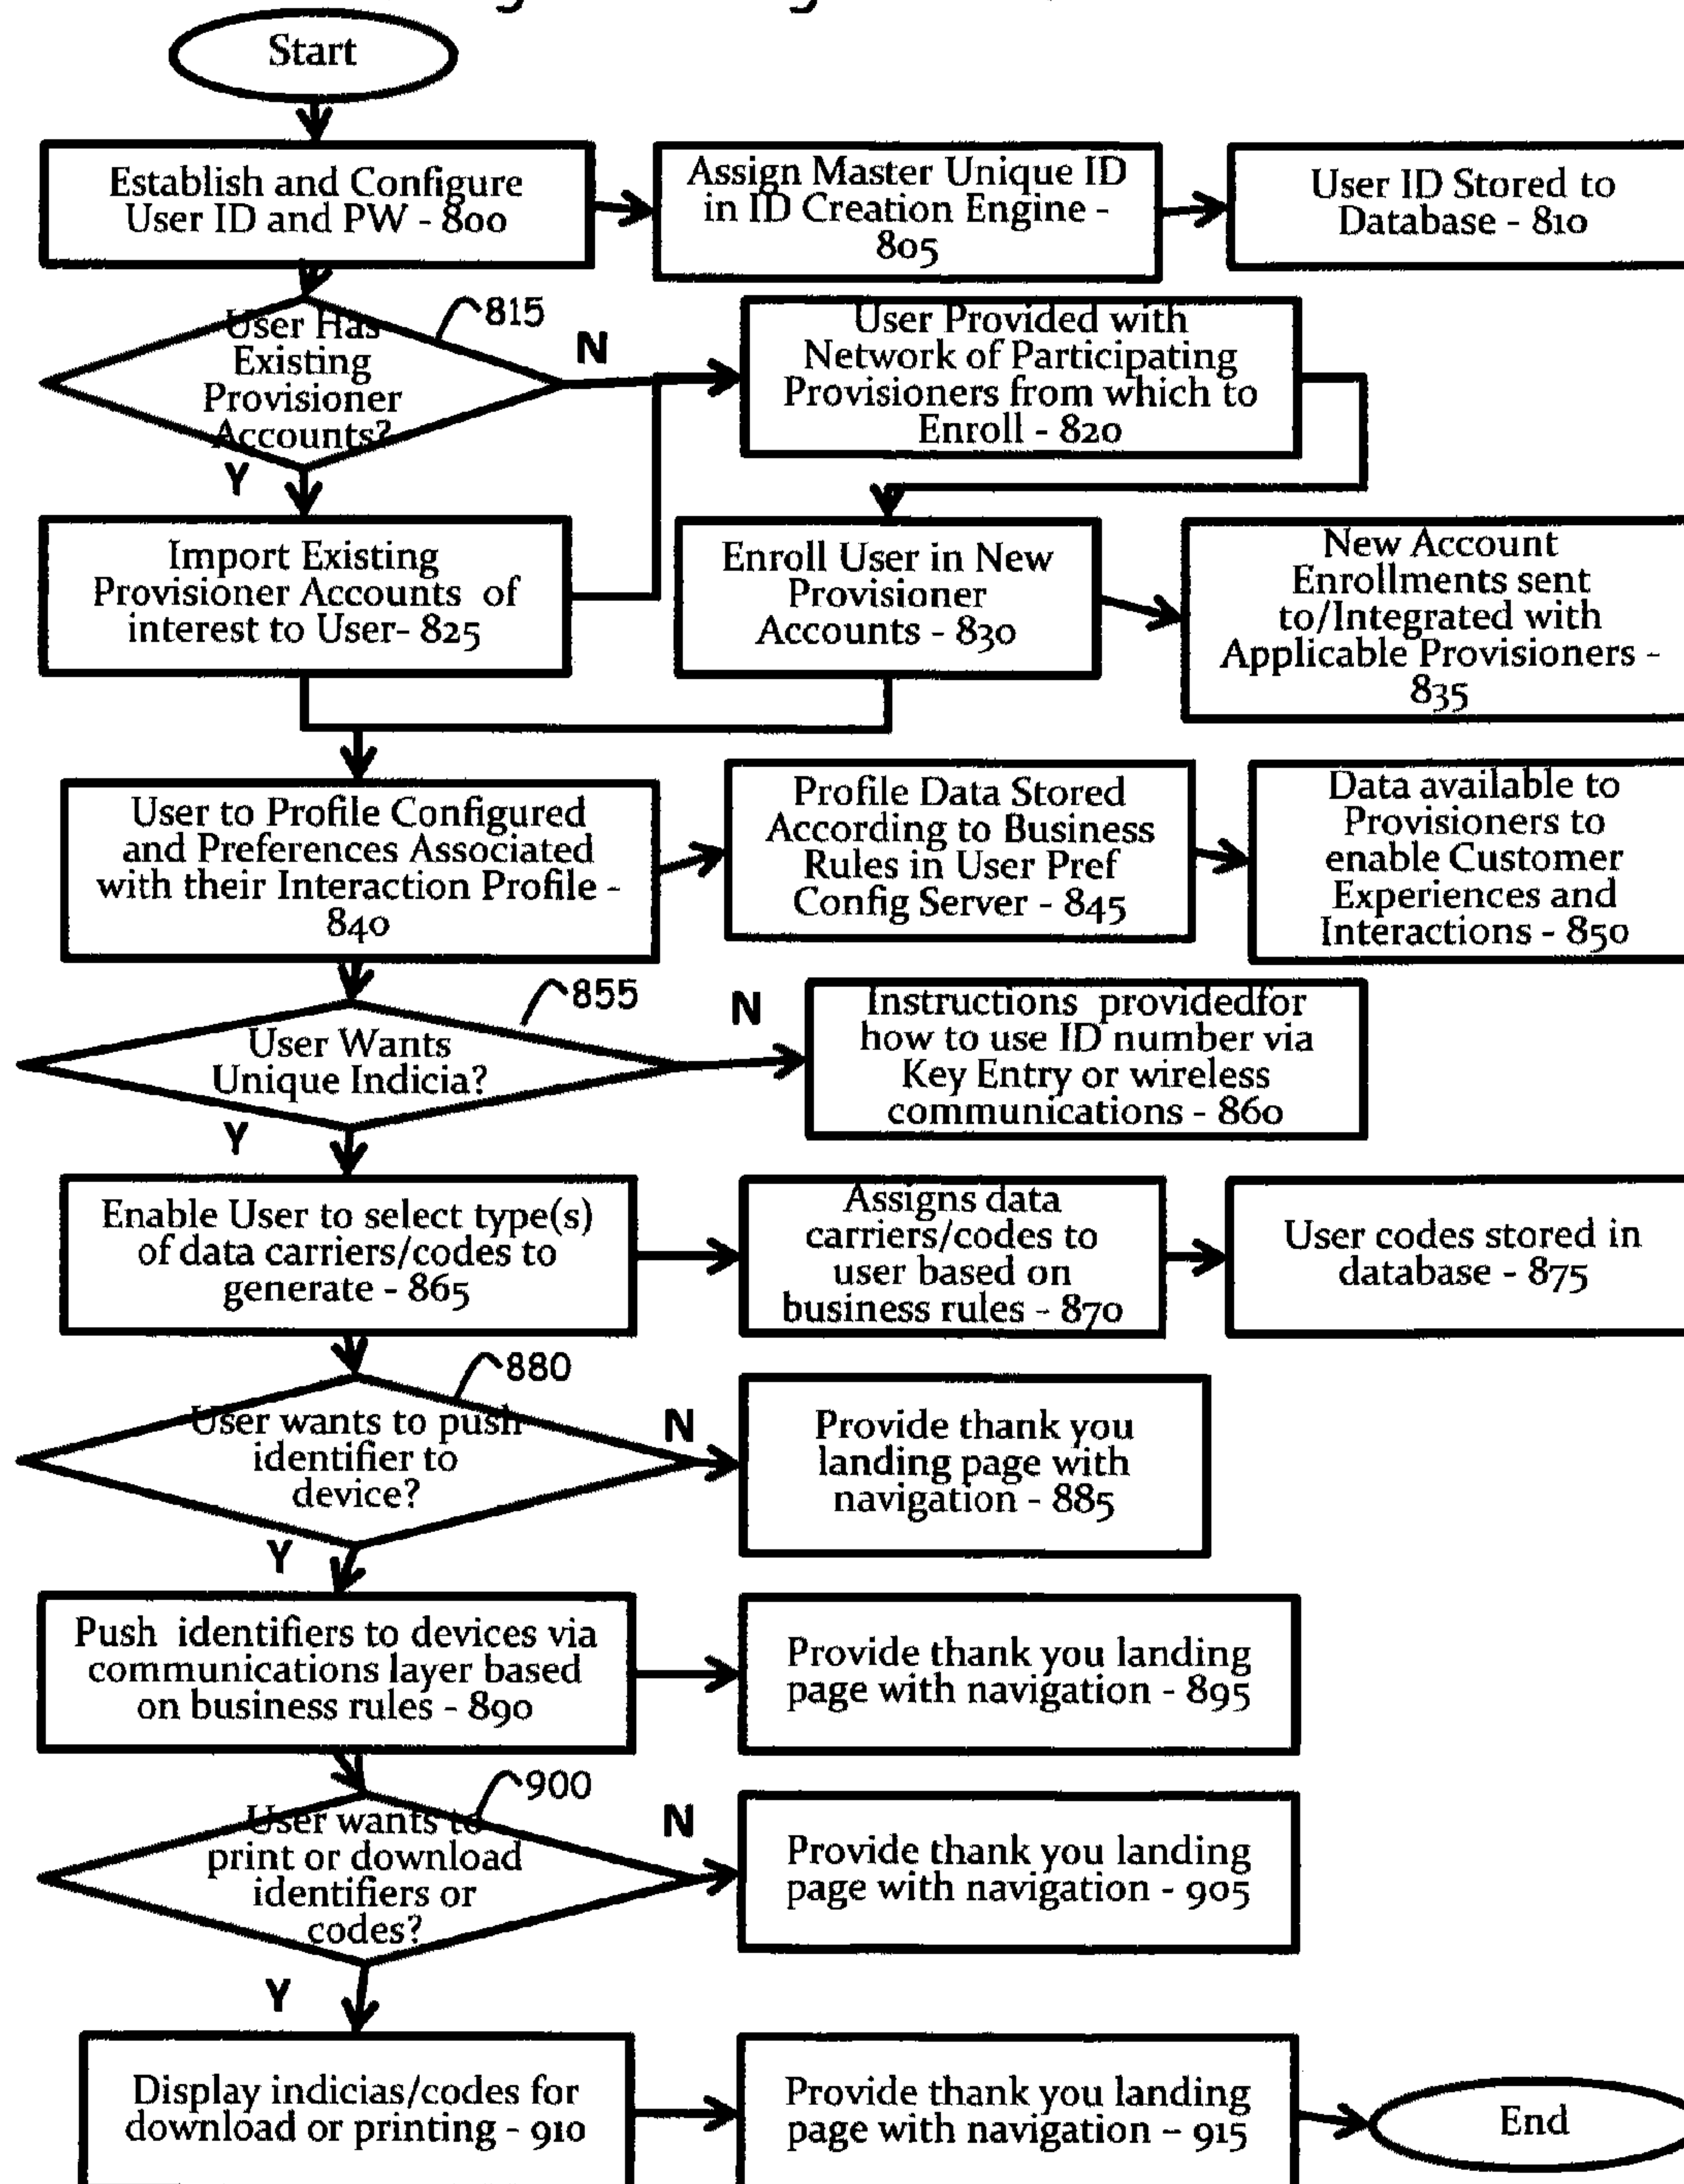 Start
Establish and Configure
User ID and PW - 800
Assign Master Unique ID
in ID Creation Engine -
805
User ID Stored to
Database - 810
815
User Has
Existing
Provisioner
Accounts?
N
Y
User Provided with
Network of Participating
Provisioners from which to
Enroll - 820
Import Existing
Provisioner Accounts of
interest to User- 825
Enroll User in New
Provisioner
Accounts - 830
New Account
Enrollments sent
to/Integrated with
Applicable Provisioners -
835
User to Profile Configured
and Preferences Associated
with their Interaction Profile -
840
Profile Data Stored
According to Business
Rules in User Pref
Config Server - 845
Data available to
Provisioners to
enable Customer
Experiences and
Interactions - 850
855
User Wants
Unique Indicia?
N
Y
Instructions providedfor
how to use ID number via
Key Entry or wireless
communications - 860
Enable User to select type(s)
of data carriers/codes to
generate - 865
Assigns data
carriers/codes to
user based on
business rules - 870
User codes stored in
database - 875
880
User wants to push
identifier to
device?
N
Y
Provide thank you
landing page with
navigation - 885
Push identifiers to devices via
communications layer based
on business rules - 890
Provide thank you landing
page with navigation - 895
900
User wants to
print or download
identifiers or
codes?
N
Y
Provide thank you landing
page with navigation - 905
Display indicias/codes for
download or printing - 910
Provide thank you landing
page with navigation – 915
End